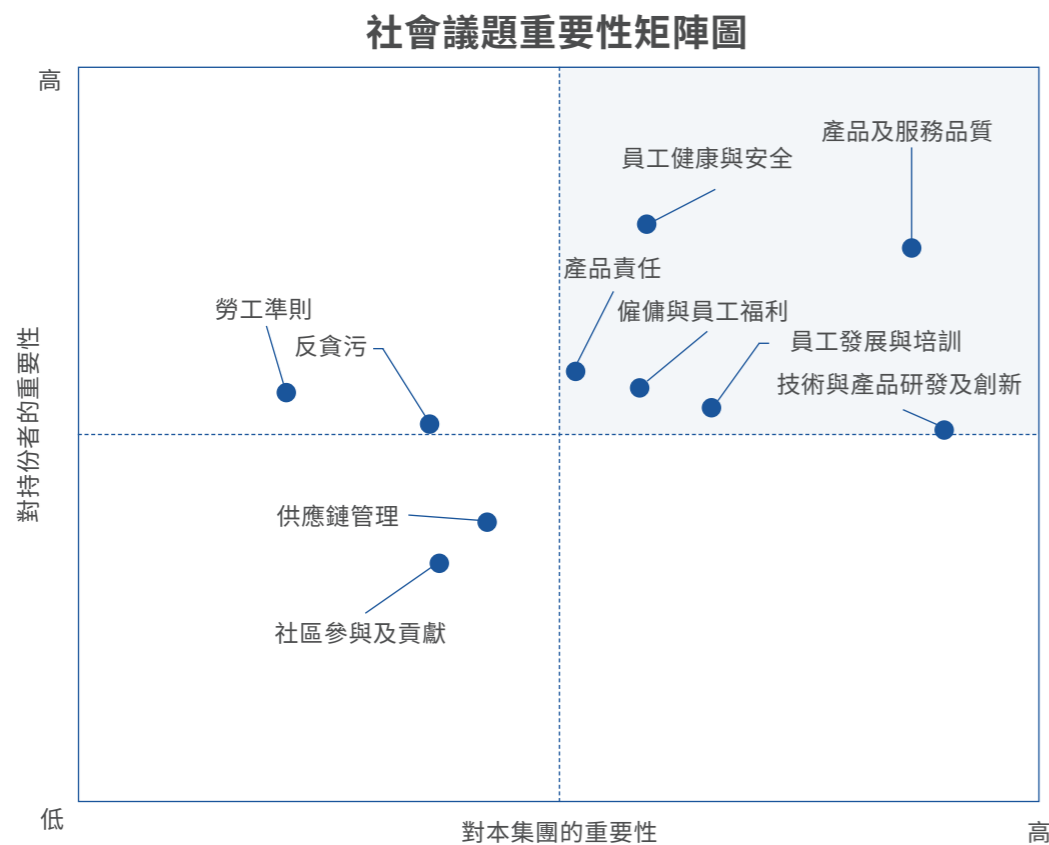 社會議題重要性矩陣圖
高
產品及服務品質
員工健康與安全
產品責任
僱傭與員工福利
勞工準則
反貪污
員工發展與培訓
技術與產品研發及創新
對持份者的重要性
供應鏈管理
社區參與及貢獻
低
對本集團的重要性
高